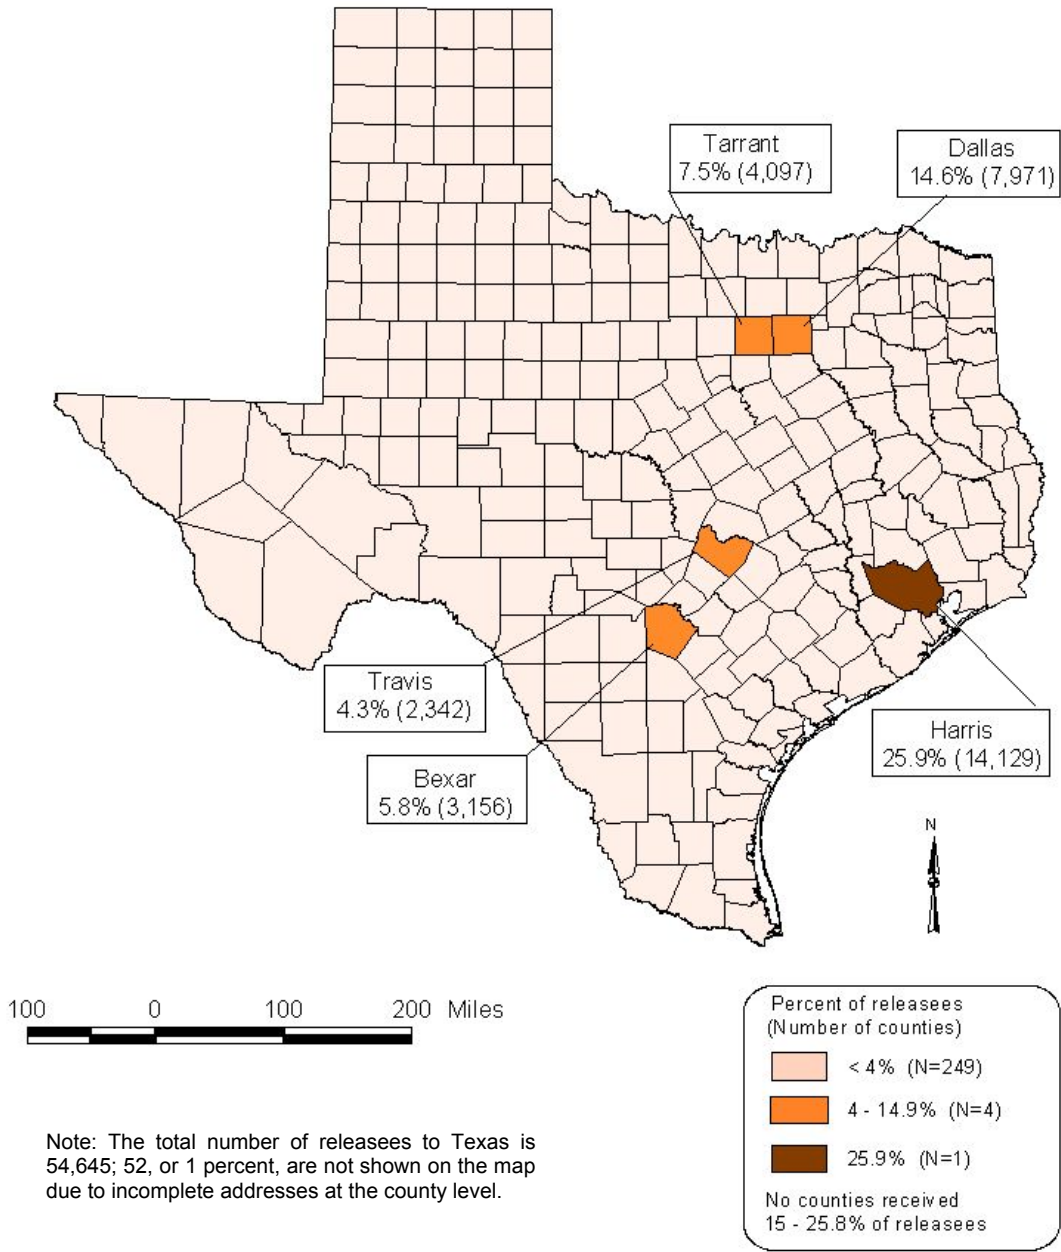 Tarrant
7.5% (4,097)
Dallas
14.6% (7,971)
Travis
4.3% (2,342)
Bexar
5.8% (3,156)
Harris
25.9% (14,129)
N
100 0 100 200 Miles
Percent of releasees
(Number of counties)
< 4% (N=249)
4 - 14.9% (N=4)
25.9% (N=1)
No counties received
15 - 25.8% of releasees
Note: The total number of releasees to Texas is
54,645; 52, or 1 percent, are not shown on the map
due to incomplete addresses at the county level.